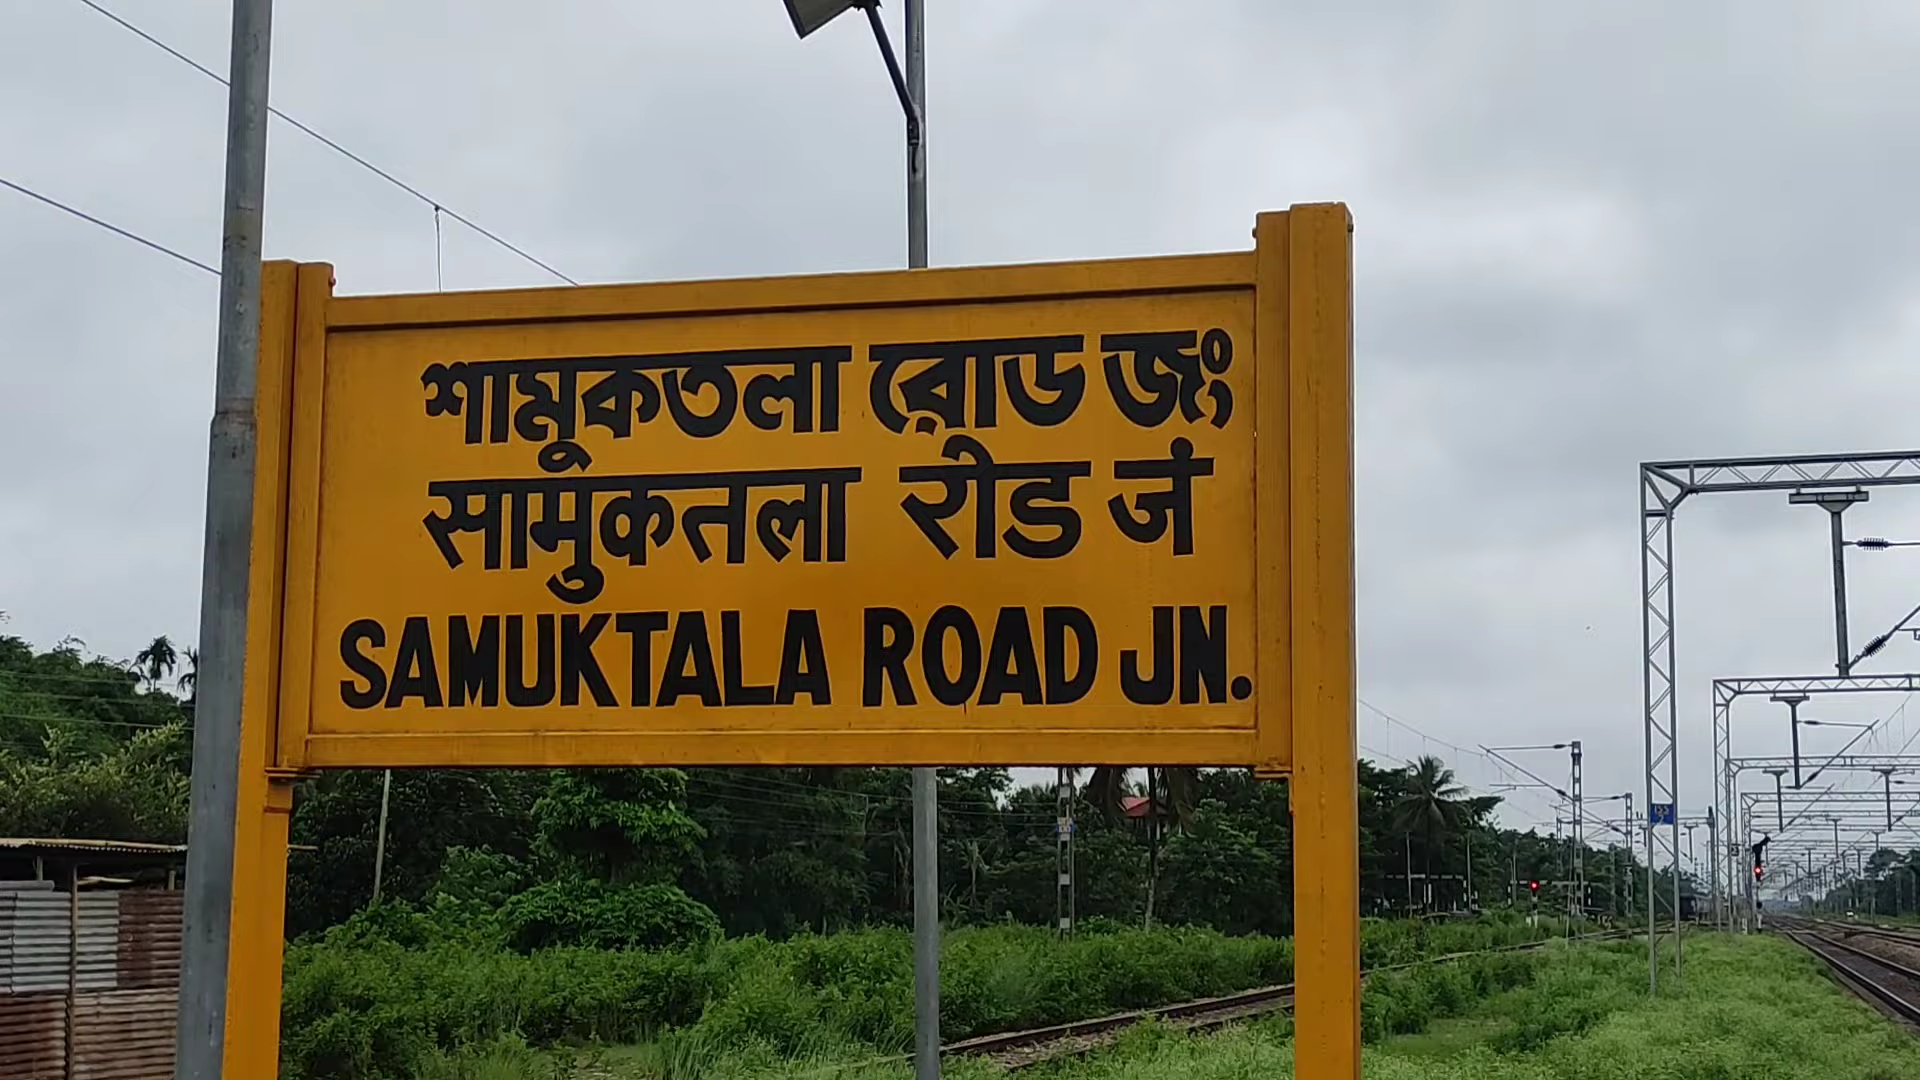 শামুকতলা রোড জং
सामुकतला रोड जं
SAMUKTALA ROAD JN.